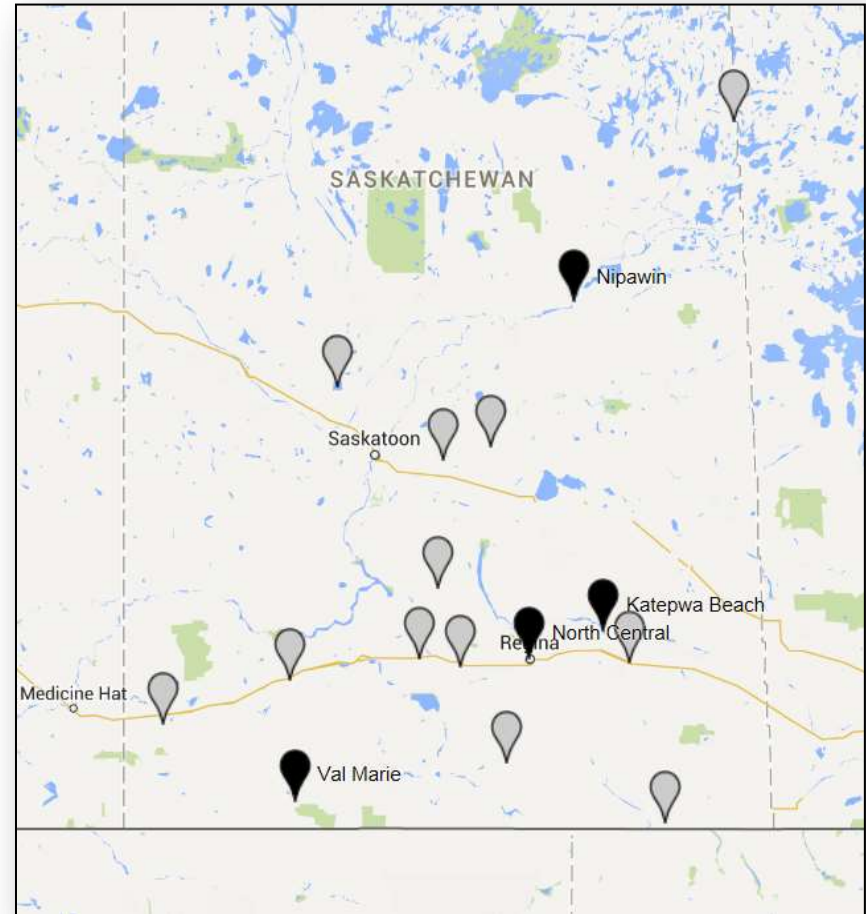 SASKATCHEWAN
Nipawin
Saskatoon
Katepwa Beach
North Central
Regina
Medicine Hat
Val Marie